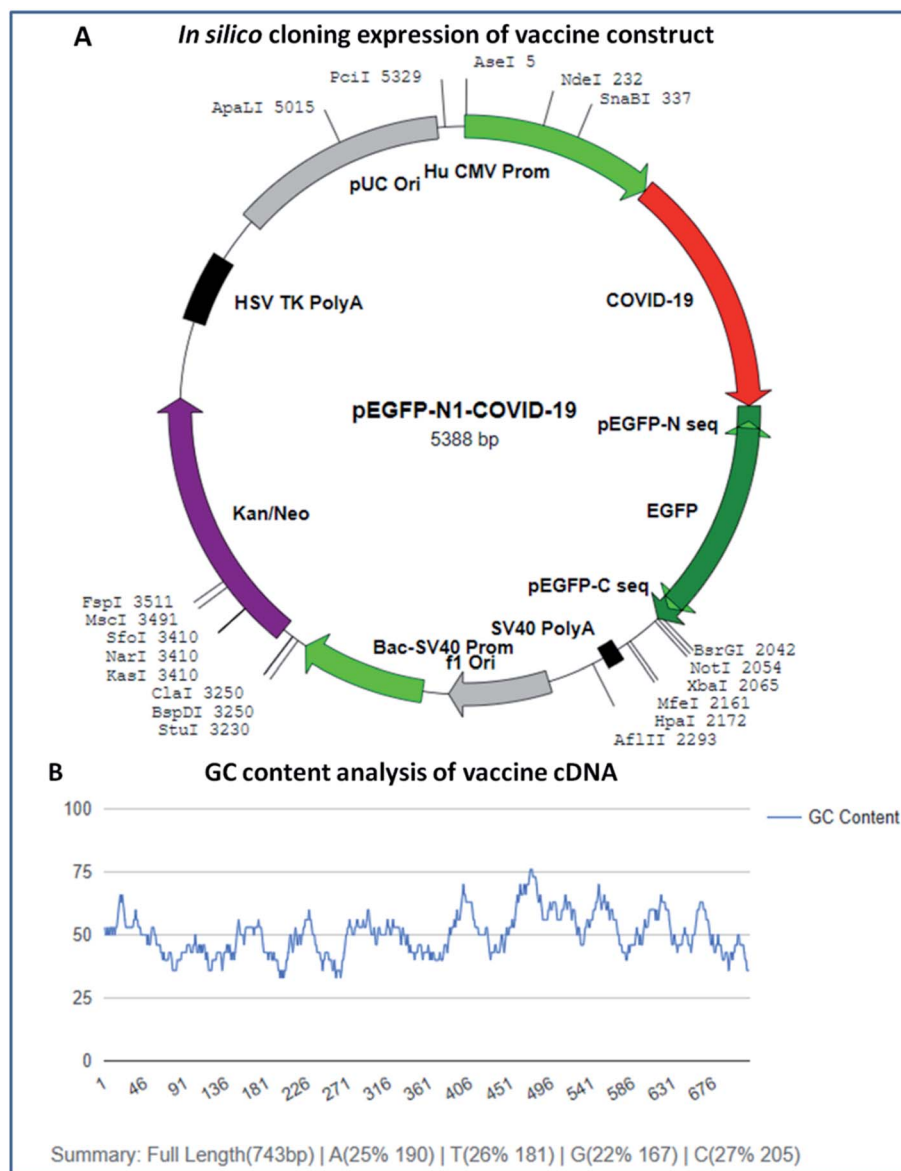 A
In silico cloning expression of vaccine construct
AseI 5
PciI 5329
NdeI 232
SnaBI 337
ApaLI 5015
pUC Ori
Hu CMV Prom
COVID-19
HSV TK PolyA
pEGFP-N1-COVID-19
5388 bp
pEGFP-N seq
EGFP
Kan/Neo
pEGFP-C seq
SV40 PolyA
Bac-SV40 Prom
f1 Ori
FspI 3511
MscI 3491
SfoI 3410
NarI 3410
KasI 3410
ClaI 3250
BspDI 3250
StuI 3230
BsrGI 2042
NotI 2054
XbaI 2065
MfeI 2161
HpaI 2172
AflII 2293
B
GC content analysis of vaccine cDNA
100
75
50
25
0
GC Content
1 46 91 136 181 226 271 316 361 406 451 496 541 586 631 676
Summary: Full Length(743bp) | A(25% 190) | T(26% 181) | G(22% 167) | C(27% 205)